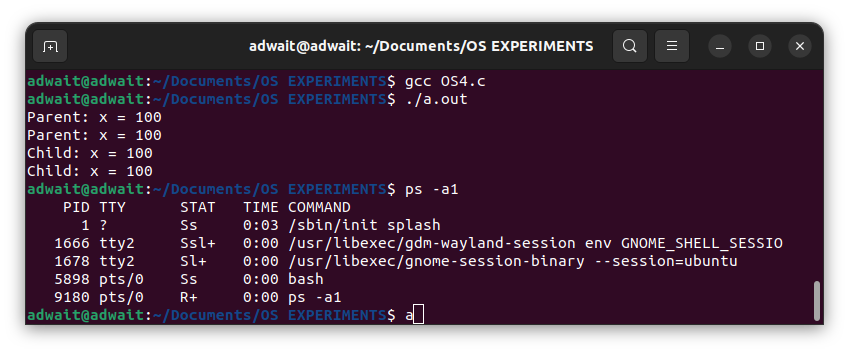 adwait@adwait: ~/Documents/OS EXPERIMENTS
adwait@adwait:~/Documents/OS EXPERIMENTS$ gcc OS4.c
adwait@adwait:~/Documents/OS EXPERIMENTS$ ./a.out
Parent: x = 100
Parent: x = 100
Child: x = 100
Child: x = 100
adwait@adwait:~/Documents/OS EXPERIMENTS$ ps -a1
    PID TTY      STAT   TIME COMMAND
      1 ?        Ss     0:03 /sbin/init splash
   1666 tty2     Ssl+   0:00 /usr/libexec/gdm-wayland-session env GNOME_SHELL_SESSIO
   1678 tty2     Sl+    0:00 /usr/libexec/gnome-session-binary --session=ubuntu
   5898 pts/0    Ss     0:00 bash
   9180 pts/0    R+     0:00 ps -a1
adwait@adwait:~/Documents/OS EXPERIMENTS$ a